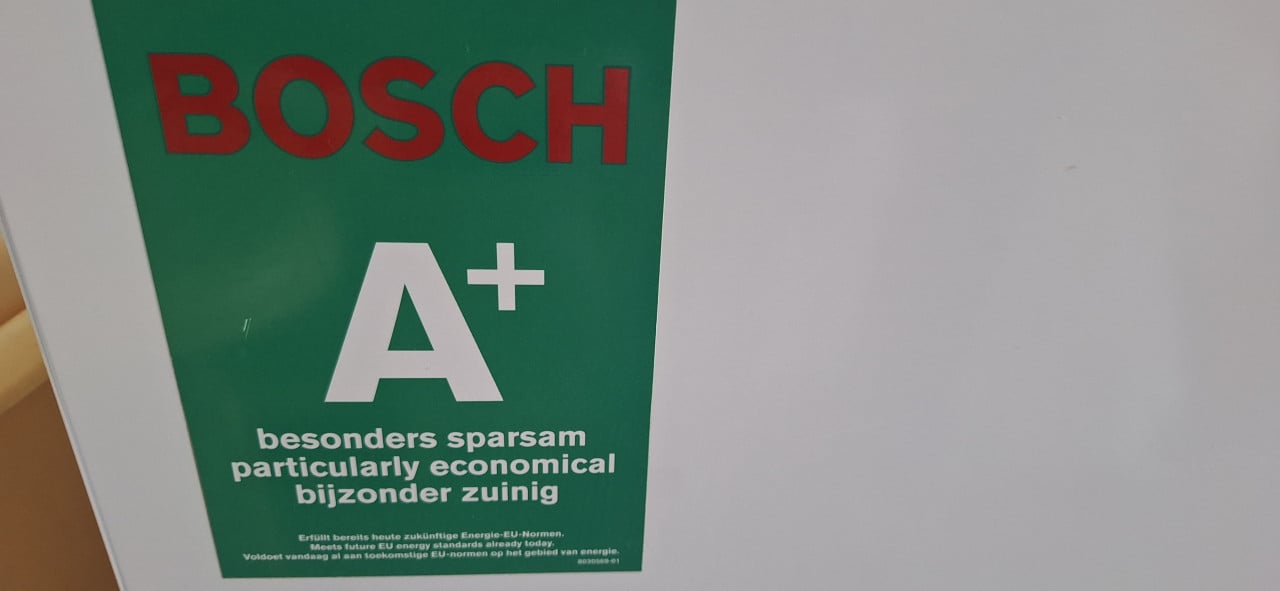 BOSCH
A+
besonders sparsam
particularly economical
bijzonder zuinig
Erfüllt bereits heute zukünftige Energie-EU-Normen.
Meets future EU energy standards already today.
Voldoet vandaag al aan toekomstige EU-normen op het gebied van energie.